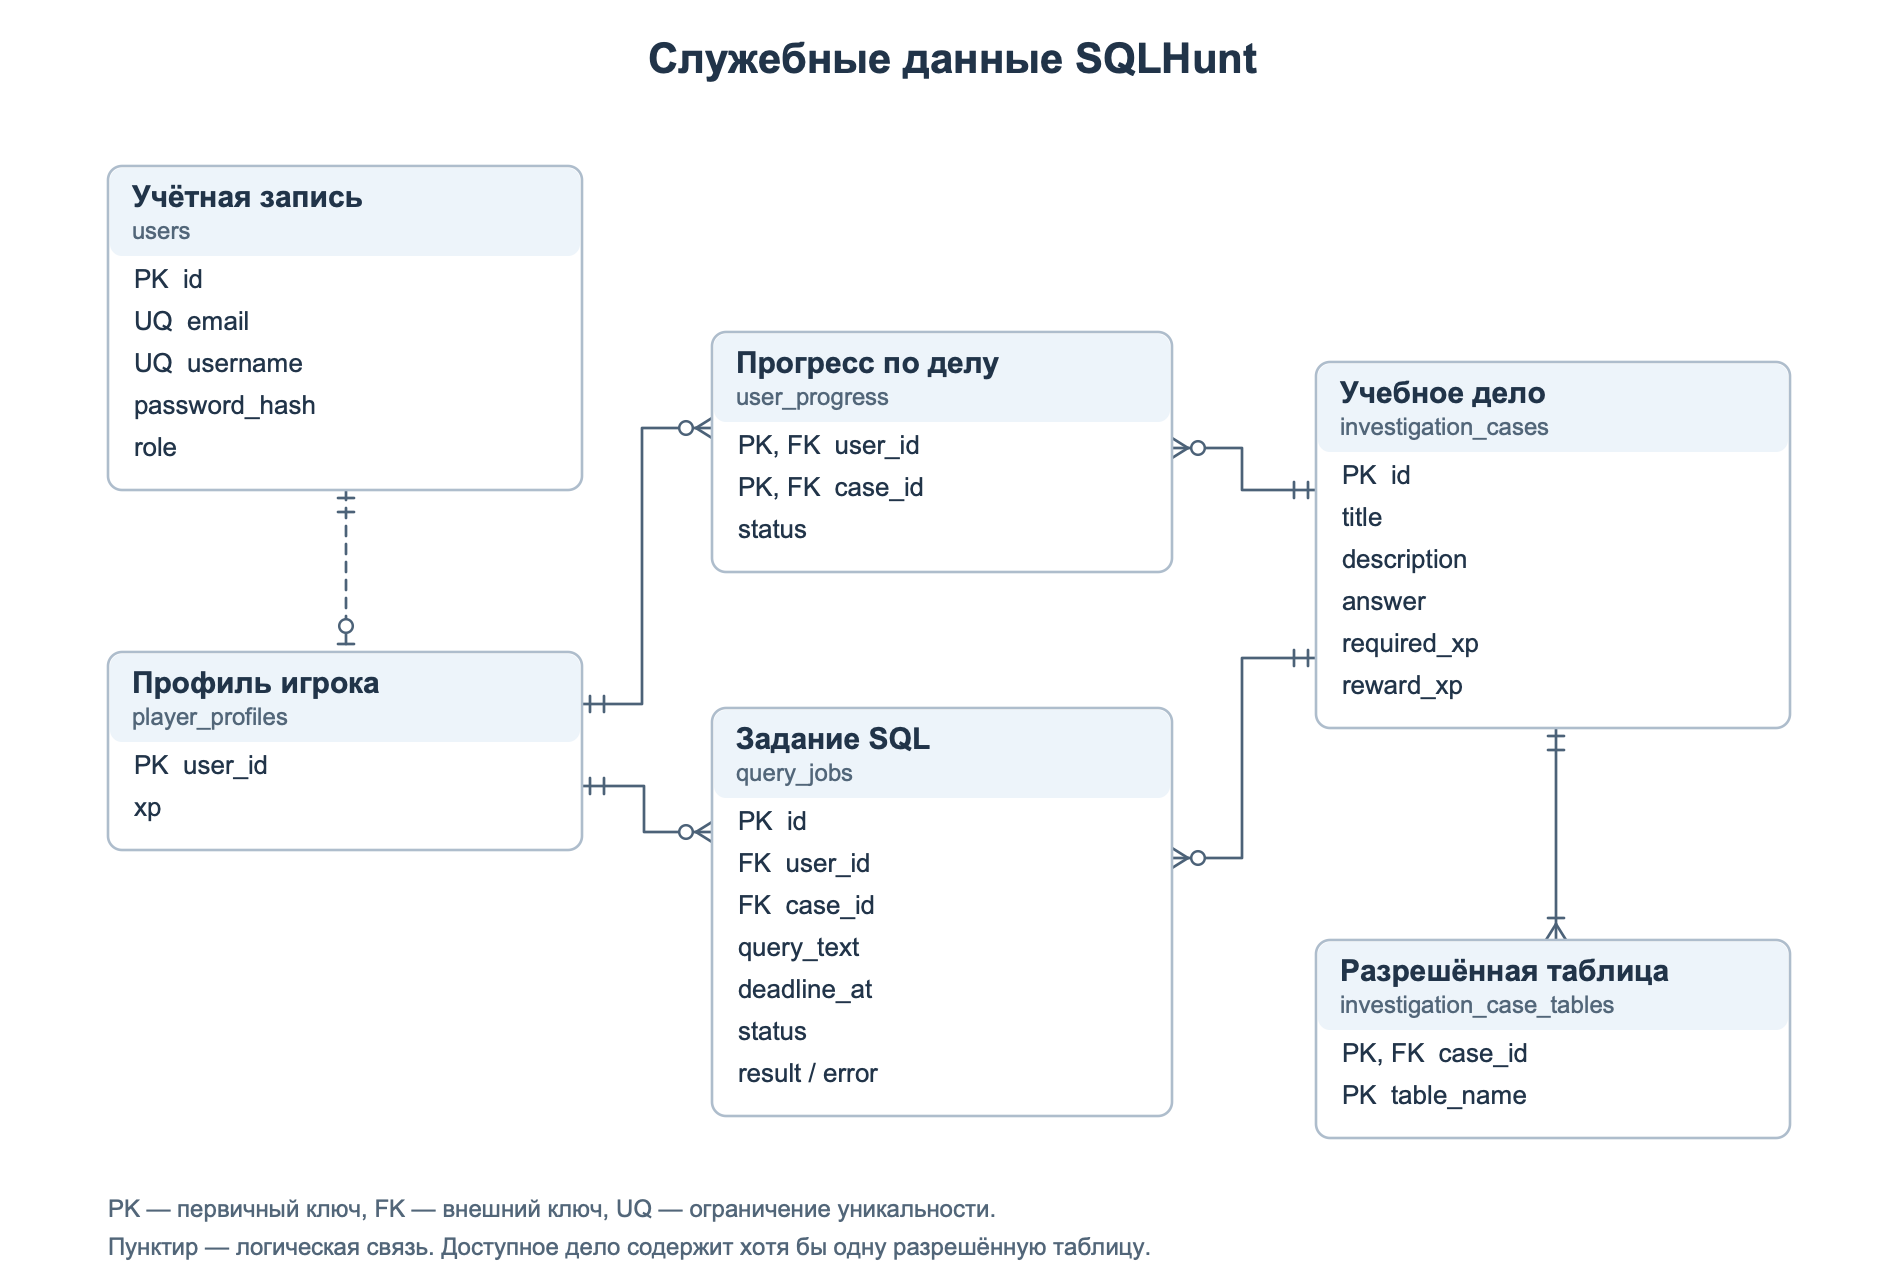 Служебные данные SQLHunt
Учётная запись
users
PK id
UQ email
UQ username
password_hash
role
Профиль игрока
player_profiles
PK user_id
xp
Прогресс по делу
user_progress
PK, FK user_id
PK, FK case_id
status
Задание SQL
query_jobs
PK id
FK user_id
FK case_id
query_text
deadline_at
status
result / error
Учебное дело
investigation_cases
PK id
title
description
answer
required_xp
reward_xp
Разрешённая таблица
investigation_case_tables
PK, FK case_id
PK table_name
PK — первичный ключ, FK — внешний ключ, UQ — ограничение уникальности.
Пунктир — логическая связь. Доступное дело содержит хотя бы одну разрешённую таблицу.